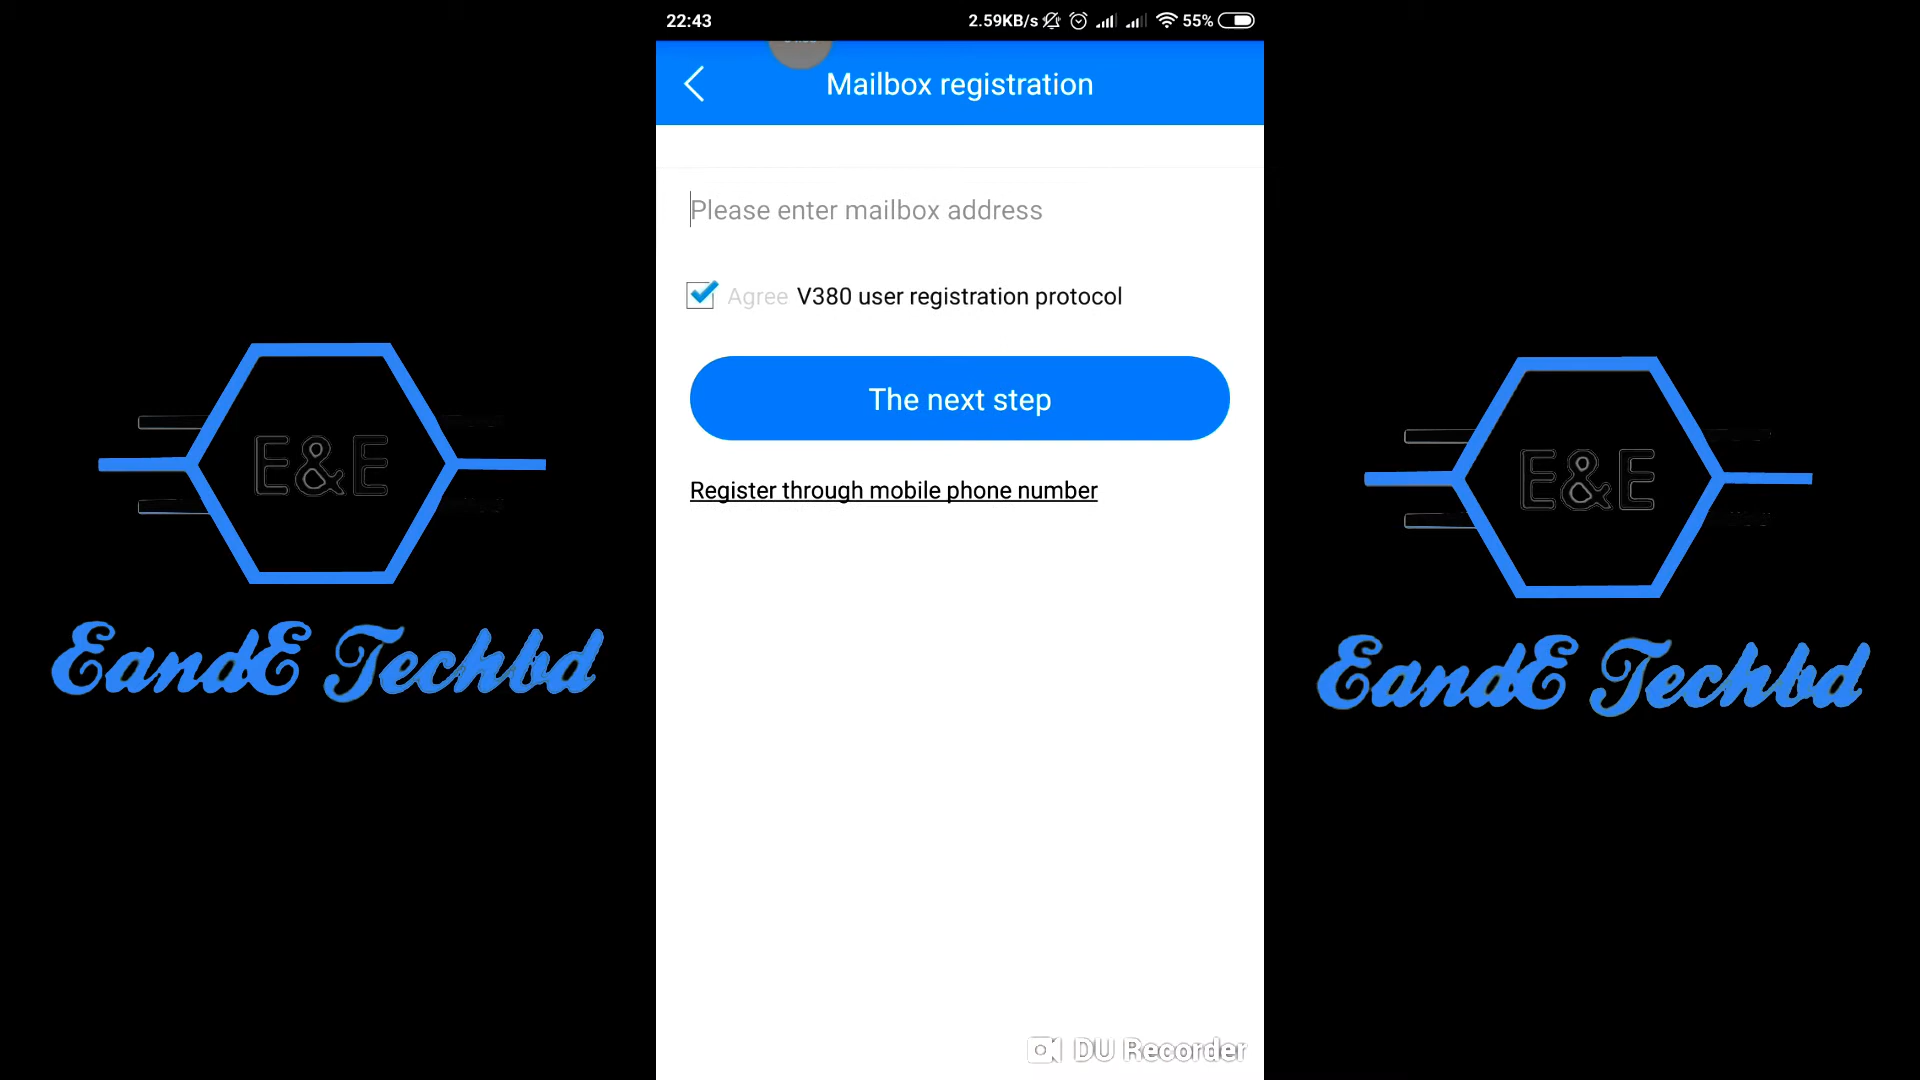 22:43
2.59KB/s
55%
Mailbox registration
Please enter mailbox address
Agree V380 user registration protocol
The next step
Register through mobile phone number
E&E
EandE Techbd
E&E
EandE Techbd
DU Recorder